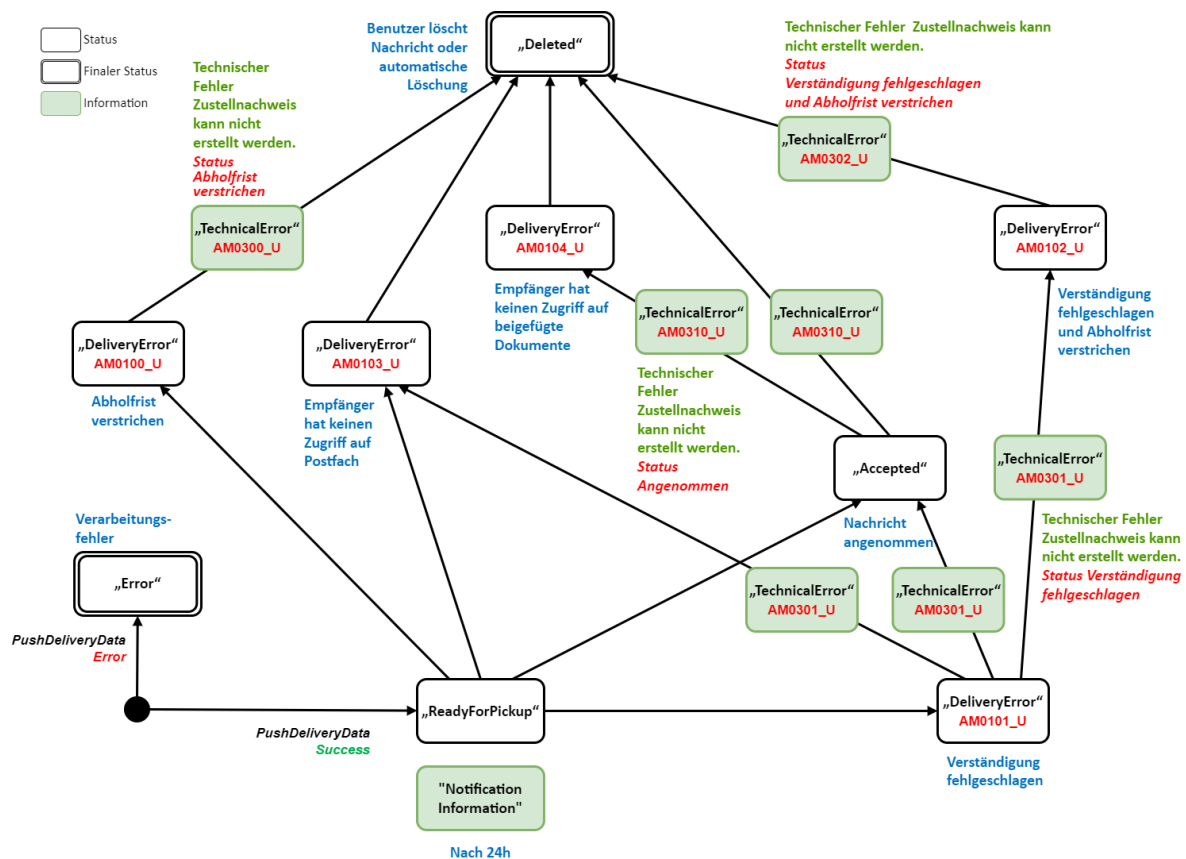 Status
Finaler Status
Information
Benutzer löscht
Nachricht oder
automatische
Löschung
„Deleted“
Technischer Fehler  Zustellnachweis kann
nicht erstellt werden.
Status
Verständigung fehlgeschlagen
und Abholfrist verstrichen
Technischer
Fehler
Zustellnachweis
kann nicht
erstellt werden.
Status
Abholfrist
verstrichen
„TechnicalError“
AM0302_U
„TechnicalError“
AM0300_U
„DeliveryError“
AM0104_U
„DeliveryError“
AM0102_U
Empfänger hat
keinen Zugriff auf
beigefügte
Dokumente
„TechnicalError“
AM0310_U
„TechnicalError“
AM0310_U
Verständigung
fehlgeschlagen
und Abholfrist
verstrichen
„DeliveryError“
AM0100_U
„DeliveryError“
AM0103_U
Abholfrist
verstrichen
Empfänger
hat keinen
Zugriff auf
Postfach
Technischer
Fehler
Zustellnachweis
kann nicht
erstellt werden.
Status
Angenommen
„Accepted“
Nachricht
angenommen
„TechnicalError“
AM0301_U
Technischer Fehler
Zustellnachweis kann
nicht erstellt werden.
Status Verständigung
fehlgeschlagen
Verarbeitungs-
fehler
„Error“
„TechnicalError“
AM0301_U
„TechnicalError“
AM0301_U
PushDeliveryData
Error
„ReadyForPickup“
„DeliveryError“
AM0101_U
PushDeliveryData
Success
Verständigung
fehlgeschlagen
"Notification
Information"
Nach 24h